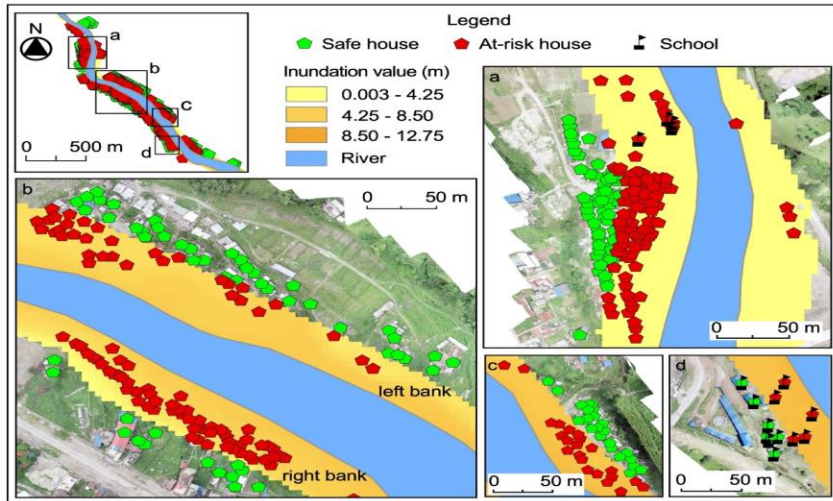 Legend
Safe house
At-risk house
School
Inundation value (m)
0.003 - 4.25
4.25 - 8.50
8.50 - 12.75
River
N
a
b
c
d
0 500 m
a
0 50 m
b
0 50 m
left bank
right bank
c
0 50 m
d
0 50 m